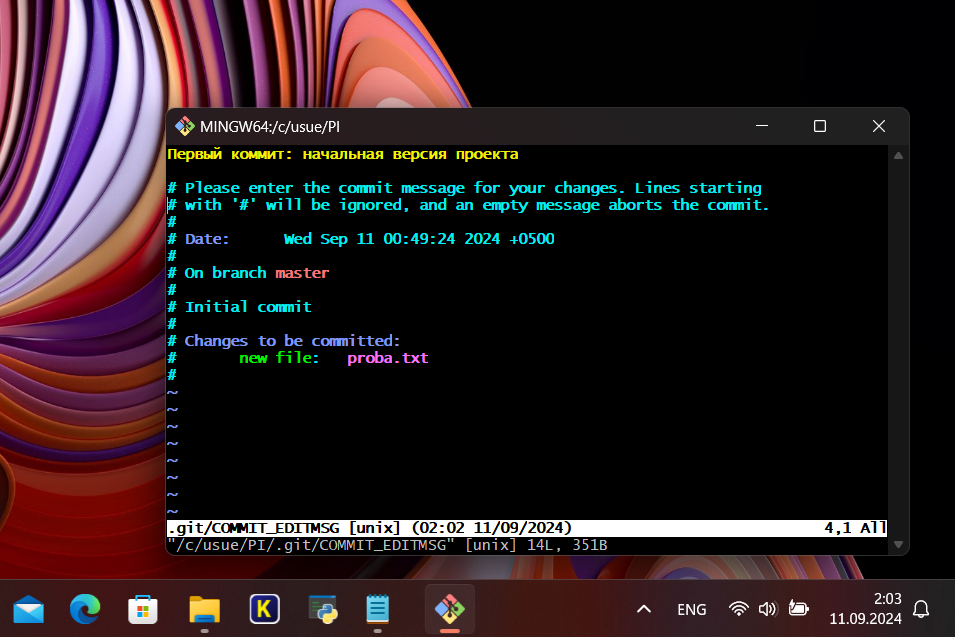 MINGW64:/c/usue/PI
Первый коммит: начальная версия проекта
# Please enter the commit message for your changes. Lines starting
# with '#' will be ignored, and an empty message aborts the commit.
#
# Date:      Wed Sep 11 00:49:24 2024 +0500
#
# On branch master
#
# Initial commit
#
# Changes to be committed:
#       new file:   proba.txt
#
~
~
~
~
~
~
~
~
.git/COMMIT_EDITMSG [unix] (02:02 11/09/2024) 4,1 All
"/c/usue/PI/.git/COMMIT_EDITMSG" [unix] 14L, 351B
K
ENG
2:03
11.09.2024